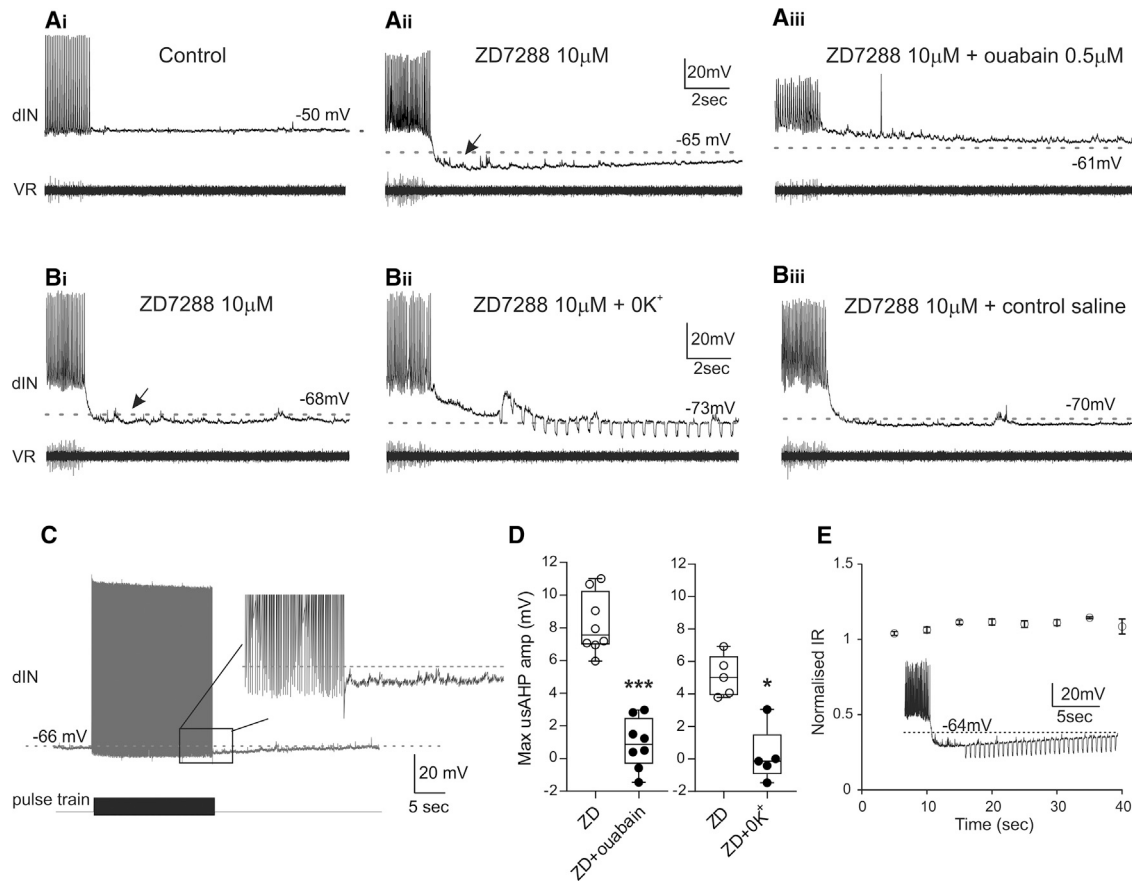 Ai
Control
dIN
-50 mV
VR
Aii
ZD7288 10μM
20mV
2sec
-65 mV
Aiii
ZD7288 10μM + ouabain 0.5μM
-61mV
Bi
ZD7288 10μM
dIN
-68mV
VR
Bii
ZD7288 10μM + 0K+
20mV
2sec
-73mV
Biii
ZD7288 10μM + control saline
-70mV
C
dIN
-66 mV
20 mV
5 sec
pulse train
D
Max usAHP amp (mV)
12
10
8
6
4
2
0
-2
***
ZD
ZD+ouabain
12
10
8
6
4
2
0
-2
*
ZD
ZD+0K+
E
Normalised IR
1.5
1
0.5
0
-64mV
20mV
5sec
0
10
20
30
40
Time (sec)